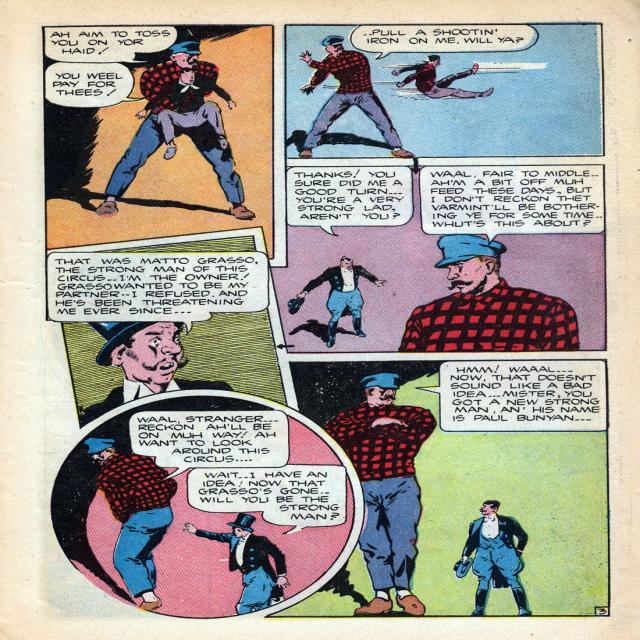 AH AIM TO TOSS
YOU ON YOR
HAID!
YOU WEEL
PAY FOR
THEES!
..PULL A SHOOTIN'
IRON ON ME, WILL YA?
THANKS! YOU
SURE DID ME A
GOOD TURN...
YOU'RE A VERY
STRONG LAD,
AREN'T YOU?
WAAL, FAIR TO MIDDLE..
AH'M A BIT OFF MUH
FEED THESE DAYS, BUT
I DON'T RECKON THET
VARMINT'LL BE BOTHER-
ING YE FOR SOME TIME..
WHUT'S THIS ABOUT?
THAT WAS MATTO GRASSO,
THE STRONG MAN OF THIS
CIRCUS..I'M THE OWNER!
GRASSO WANTED TO BE MY
PARTNER--I REFUSED, AND
HE'S BEEN THREATENING
ME EVER SINCE---
WAAL, STRANGER...
RECKON AH'LL BE
ON MUH WAY! AH
WANT TO LOOK
AROUND THIS
CIRCUS....
WAIT..I HAVE AN
IDEA! NOW THAT
GRASSO'S GONE..
WILL YOU BE THE
STRONG
MAN?
HMM! WAAAL---
NOW, THAT DOESN'T
SOUND LIKE A BAD
IDEA...MISTER, YOU
GOT A NEW STRONG
MAN, AN' HIS NAME
IS PAUL BUNYAN---
3